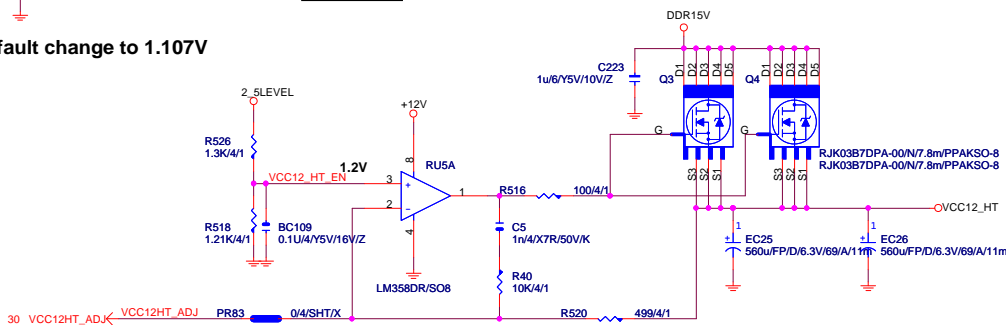 fault change to 1.107V
DDR15V
C223
1u/6/Y5V/10V/Z
Q3
D1
D2
D3
D4
D5
Q4
D1
D2
D3
D4
D5
2_5LEVEL
+12V
R526
1.3K/4/1
1.2V
RU5A
G
G
RJK03B7DPA-00/N/7.8m/PPAKSO-8
RJK03B7DPA-00/N/7.8m/PPAKSO-8
S3
S2
S1
S3
S2
S1
VCC12_HT_EN
3
8
+
1
2
-
4
R516
100/4/1
R518
1.21K/4/1
BC109
0.1U/4/Y5V/16V/Z
C5
1n/4/X7R/50V/K
VCC12_HT
1
+
EC25
560u/FP/D/6.3V/69/A/11m
1
+
EC26
560u/FP/D/6.3V/69/A/11m
LM358DR/SO8
R40
10K/4/1
30 VCC12HT_ADJ
VCC12HT_ADJ
PR83
0/4/SHT/X
R520
499/4/1